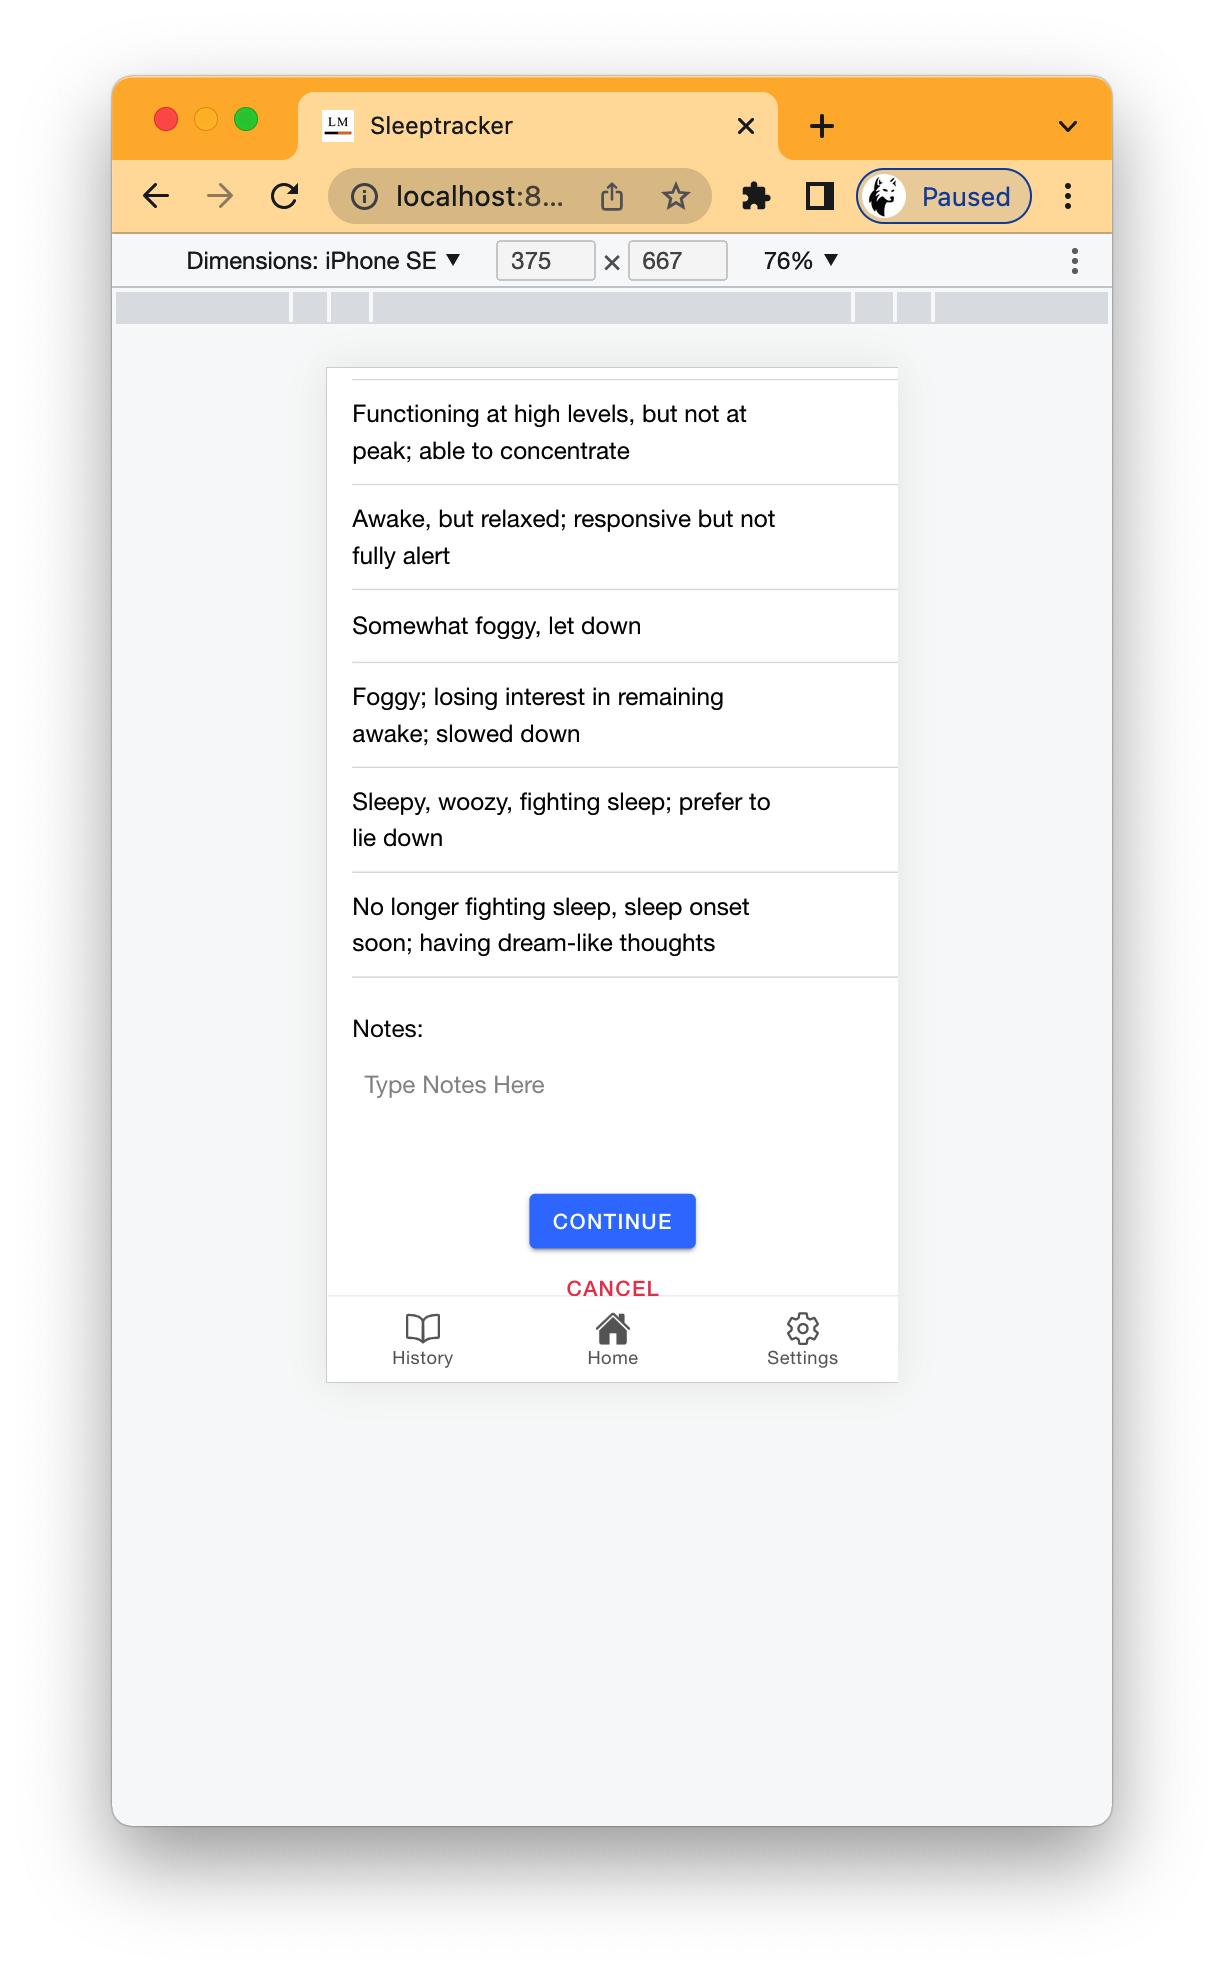 LM
Sleeptracker
localhost:8...
Paused
Dimensions: iPhone SE
375
×
667
76%
Functioning at high levels, but not at
peak; able to concentrate
Awake, but relaxed; responsive but not
fully alert
Somewhat foggy, let down
Foggy; losing interest in remaining
awake; slowed down
Sleepy, woozy, fighting sleep; prefer to
lie down
No longer fighting sleep, sleep onset
soon; having dream-like thoughts
Notes:
Type Notes Here
CONTINUE
CANCEL
History
Home
Settings